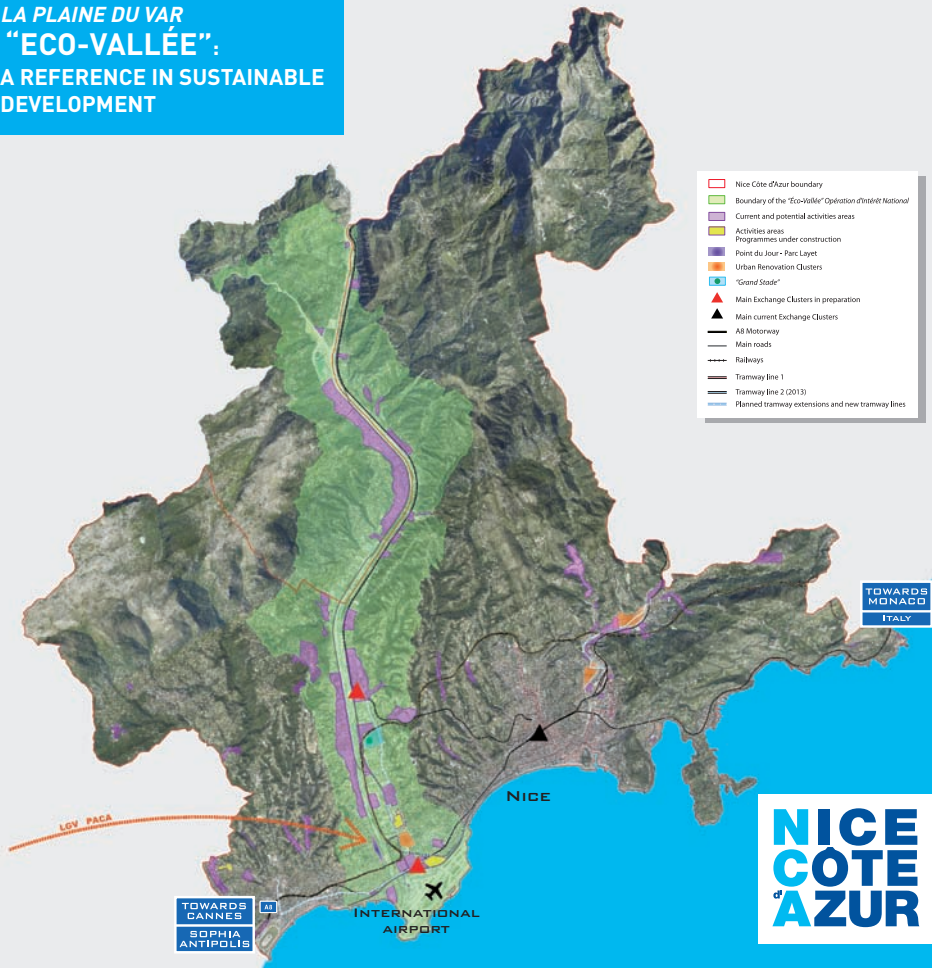 LA PLAINE DU VAR
“ECO-VALLÉE”:
A REFERENCE IN SUSTAINABLE
DEVELOPMENT
Nice Côte d'Azur boundary
Boundary of the "Éco-Vallée" Opération d'Intérêt National
Current and potential activities areas
Activities areas
Programmes under construction
Point du Jour - Parc Layet
Urban Renovation Clusters
"Grand Stade"
Main Exchange Clusters in preparation
Main current Exchange Clusters
A8 Motorway
Main roads
Railways
Tramway line 1
Tramway line 2 (2013)
Planned tramway extensions and new tramway lines
TOWARDS
MONACO
ITALY
NICE
LGV PACA
TOWARDS
CANNES
A8
SOPHIA
ANTIPOLIS
INTERNATIONAL
AIRPORT
NICE
CÔTE
d'AZUR